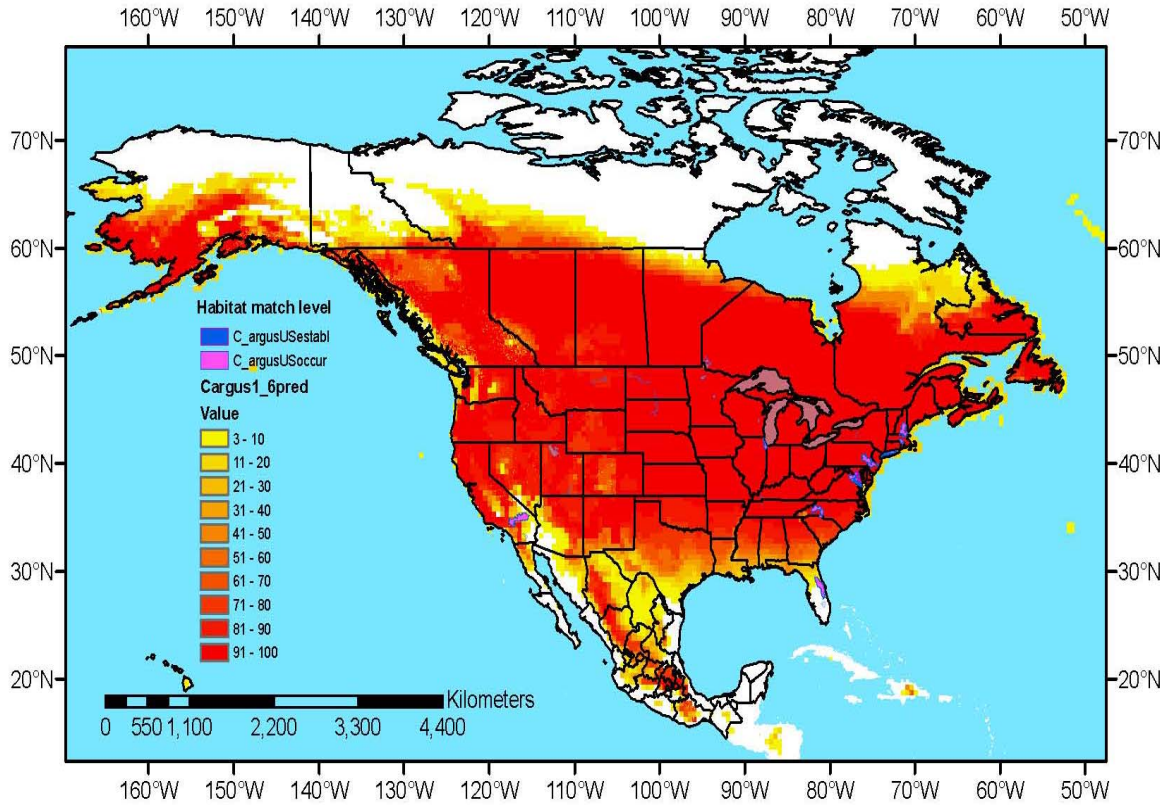 160°W 150°W 140°W 130°W 120°W 110°W 100°W 90°W 80°W 70°W 60°W 50°W
70°N 70°N
60°N 60°N
Habitat match level
C_argusUSestabl
50°N 50°N
C_argusUSoccur
Cargus1_6pred
Value
3 - 10
40°N 40°N
11 - 20
21 - 30
31 - 40
41 - 50
30°N 30°N
51 - 60
61 - 70
71 - 80
81 - 90
91 - 100
20°N 20°N
Kilometers
0 550 1,100 2,200 3,300 4,400
160°W 150°W 140°W 130°W 120°W 110°W 100°W 90°W 80°W 70°W 60°W 50°W